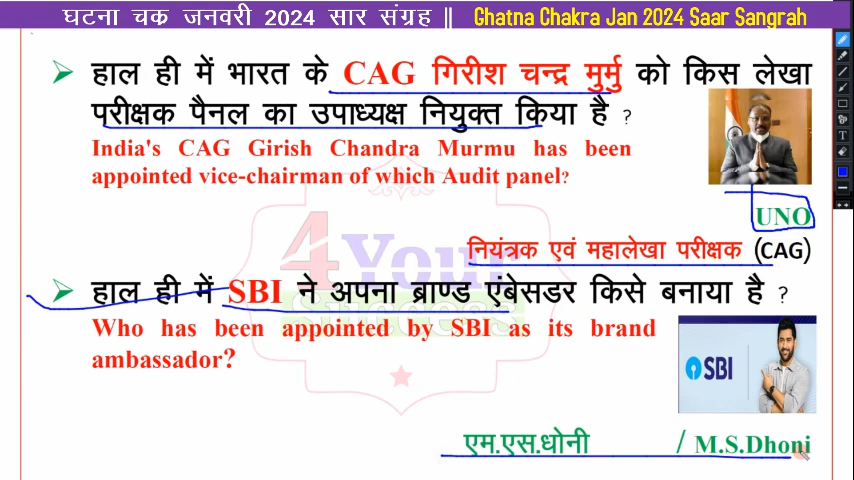 घटना चक्र जनवरी 2024 सार संग्रह || Ghatna Chakra Jan 2024 Saar Sangrah
हाल ही में भारत के CAG गिरीश चन्द्र मुर्मु को किस लेखा
परीक्षक पैनल का उपाध्यक्ष नियुक्त किया है ?
India's CAG Girish Chandra Murmu has been
appointed vice-chairman of which Audit panel?
UNO
नियंत्रक एवं महालेखा परीक्षक (CAG)
4 Your
Success
हाल ही में SBI ने अपना ब्राण्ड एंबेसडर किसे बनाया है ?
Who has been appointed by SBI as its brand
ambassador?
SBI
एम.एस.धोनी / M.S.Dhoni